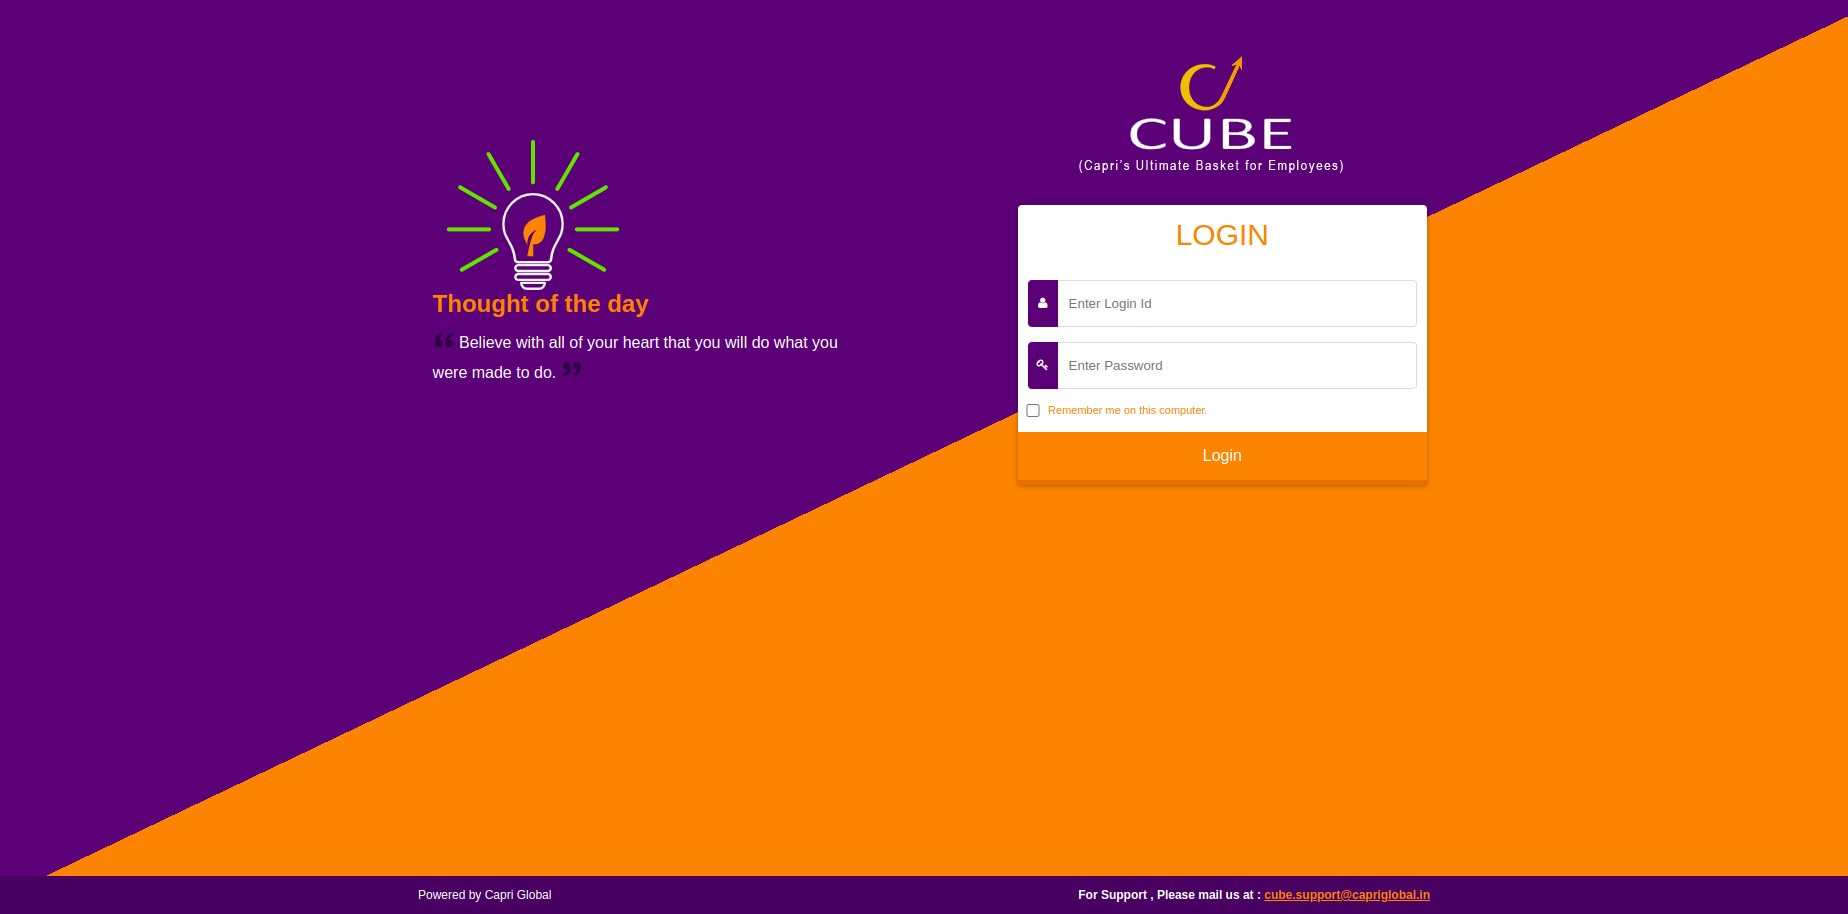 CUBE
(Capri's Ultimate Basket for Employees)
Thought of the day
“ Believe with all of your heart that you will do what you
were made to do. ”
LOGIN
Enter Login Id
Enter Password
Remember me on this computer.
Login
Powered by Capri Global
For Support , Please mail us at : cube.support@capriglobal.in